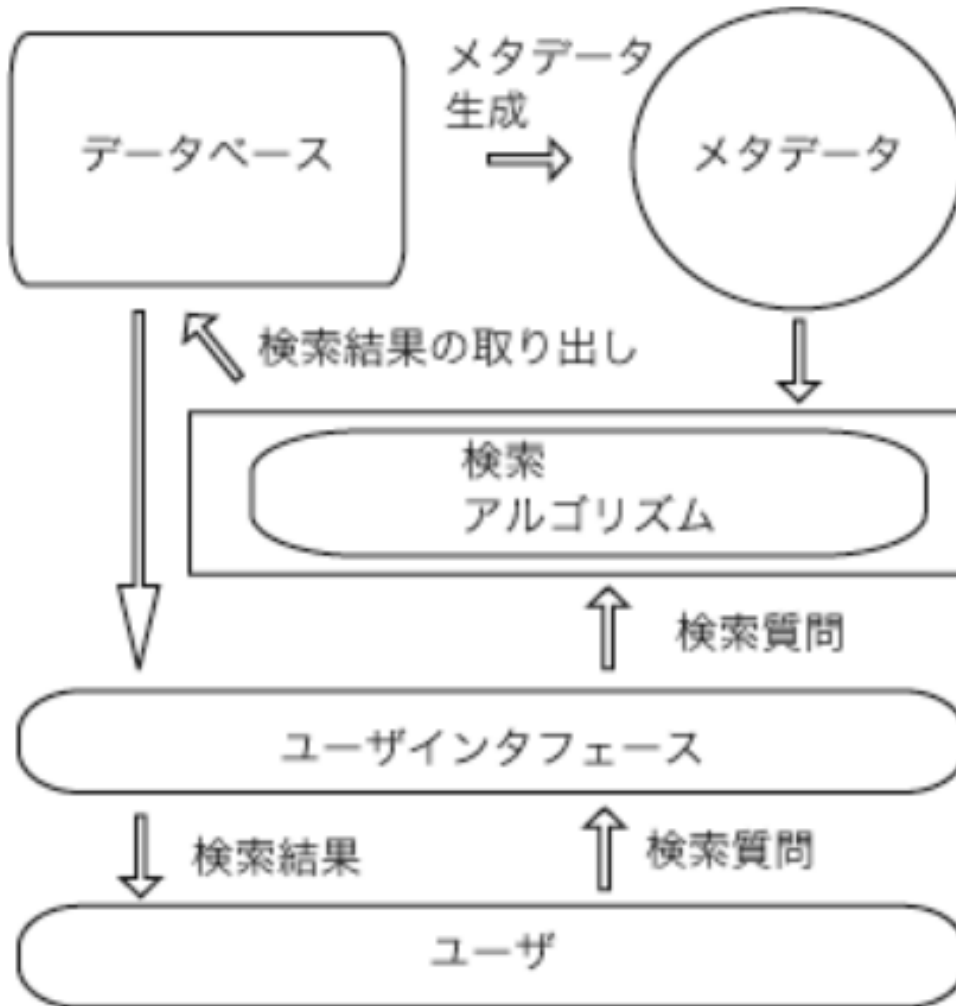 メタデータ
生成
データベース
メタデータ
検索結果の取り出し
検索
アルゴリズム
検索質問
ユーザインタフェース
検索結果
検索質問
ユーザ